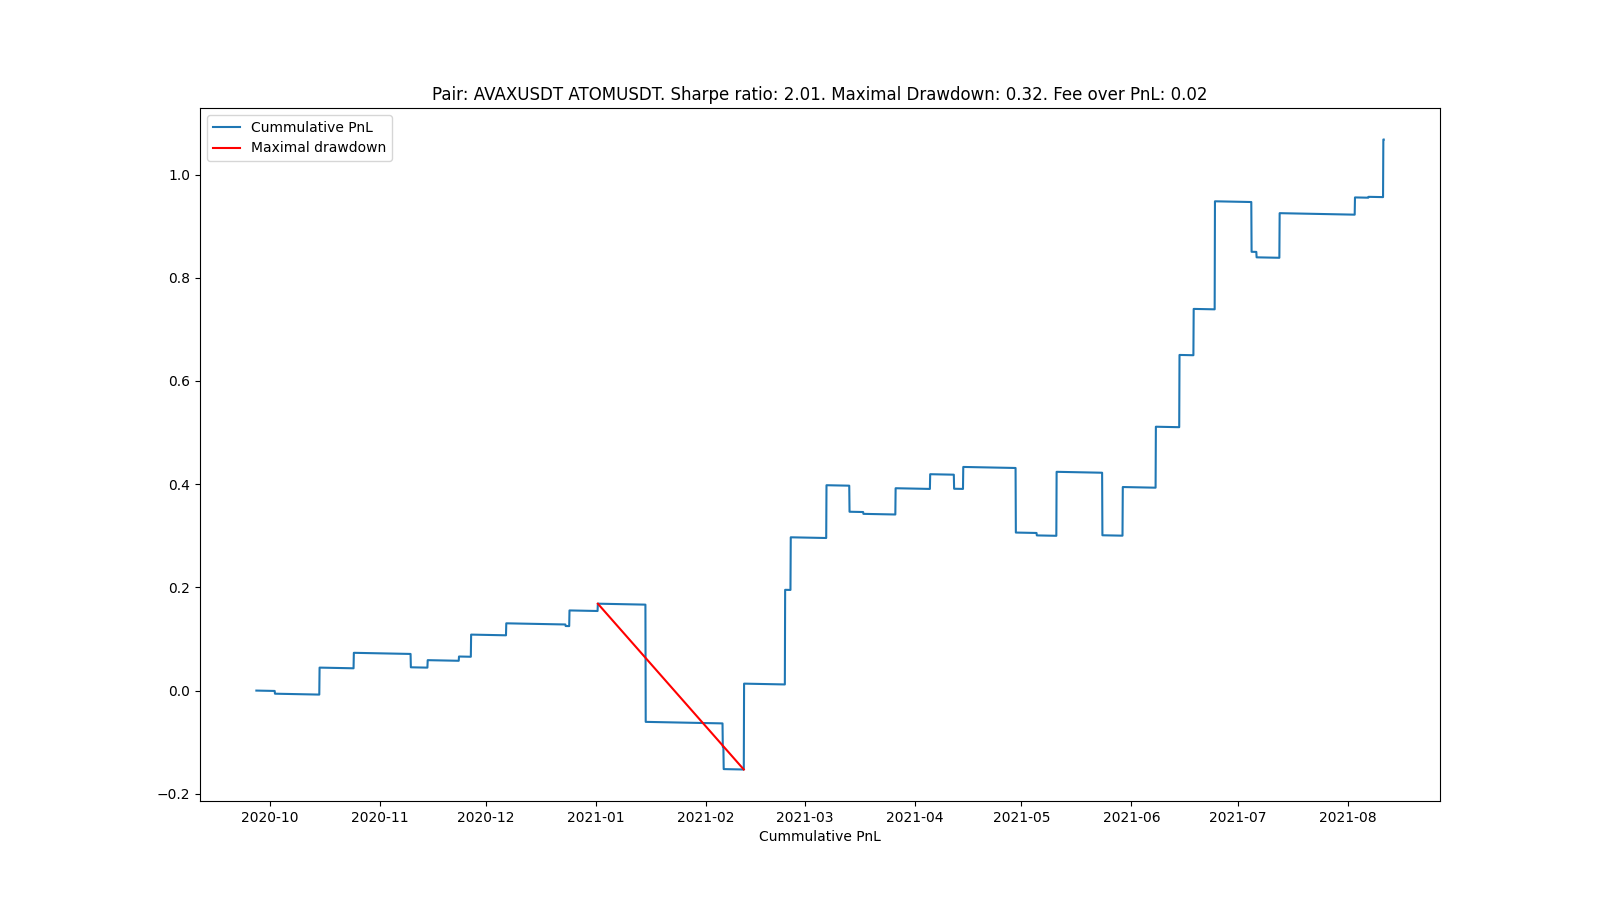 Pair: AVAXUSDT ATOMUSDT. Sharpe ratio: 2.01. Maximal Drawdown: 0.32. Fee over PnL: 0.02
Cummulative PnL
Maximal drawdown
1.0
0.8
0.6
0.4
0.2
0.0
−0.2
2020-10 2020-11 2020-12 2021-01 2021-02 2021-03 2021-04 2021-05 2021-06 2021-07 2021-08
Cummulative PnL